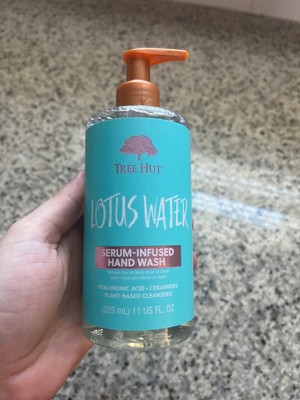 TREE HUT
LOTUS WATER
SERUM-INFUSED
HAND WASH
HYALURONIC ACID • CERAMIDES
PLANT-BASED CLEANSERS
(325 mL) 11 US FL. OZ.